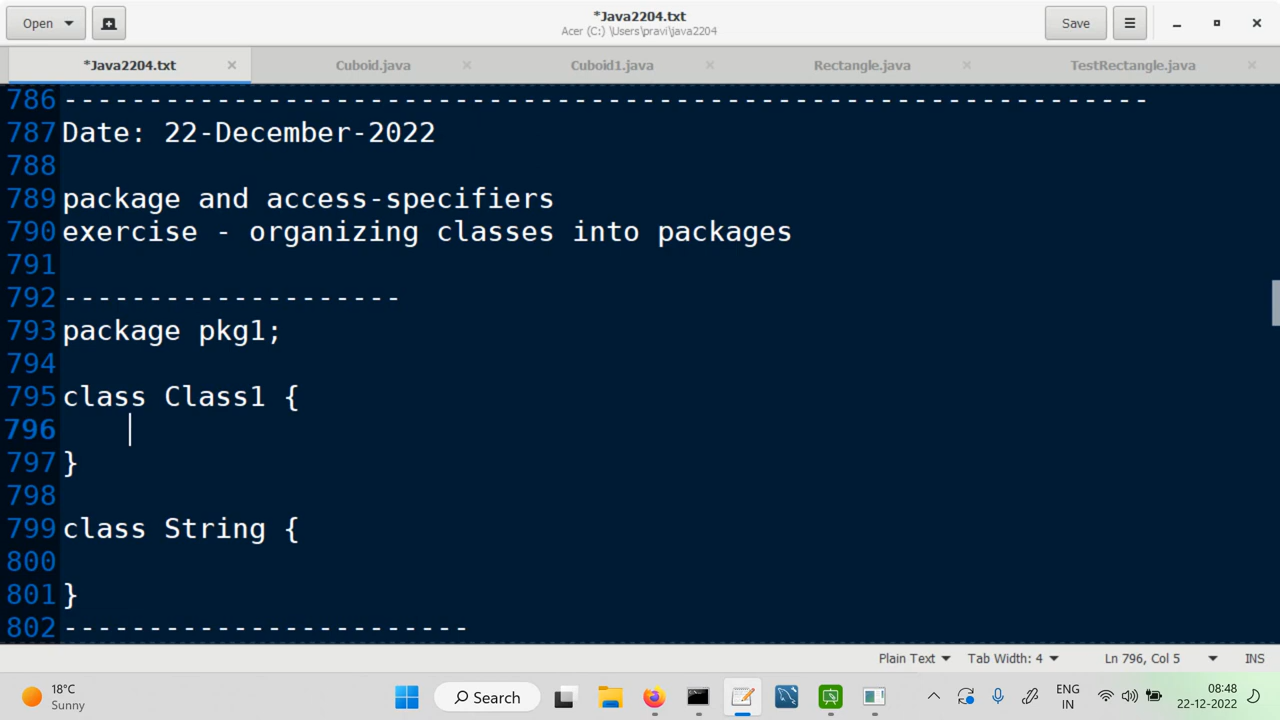 Open
*Java2204.txt
Acer (C:) \Users\pravi\java2204
Save
*Java2204.txt
Cuboid.java
Cuboid1.java
Rectangle.java
TestRectangle.java
786 -----------------------------------------------------------------
787 Date: 22-December-2022
788
789 package and access-specifiers
790 exercise - organizing classes into packages
791
792 --------------------
793 package pkg1;
794
795 class Class1 {
796
797 }
798
799 class String {
800
801 }
802 ------------------------
Plain Text Tab Width: 4 Ln 796, Col 5 INS
18°C
Sunny
Search
ENG
IN
08:48
22-12-2022